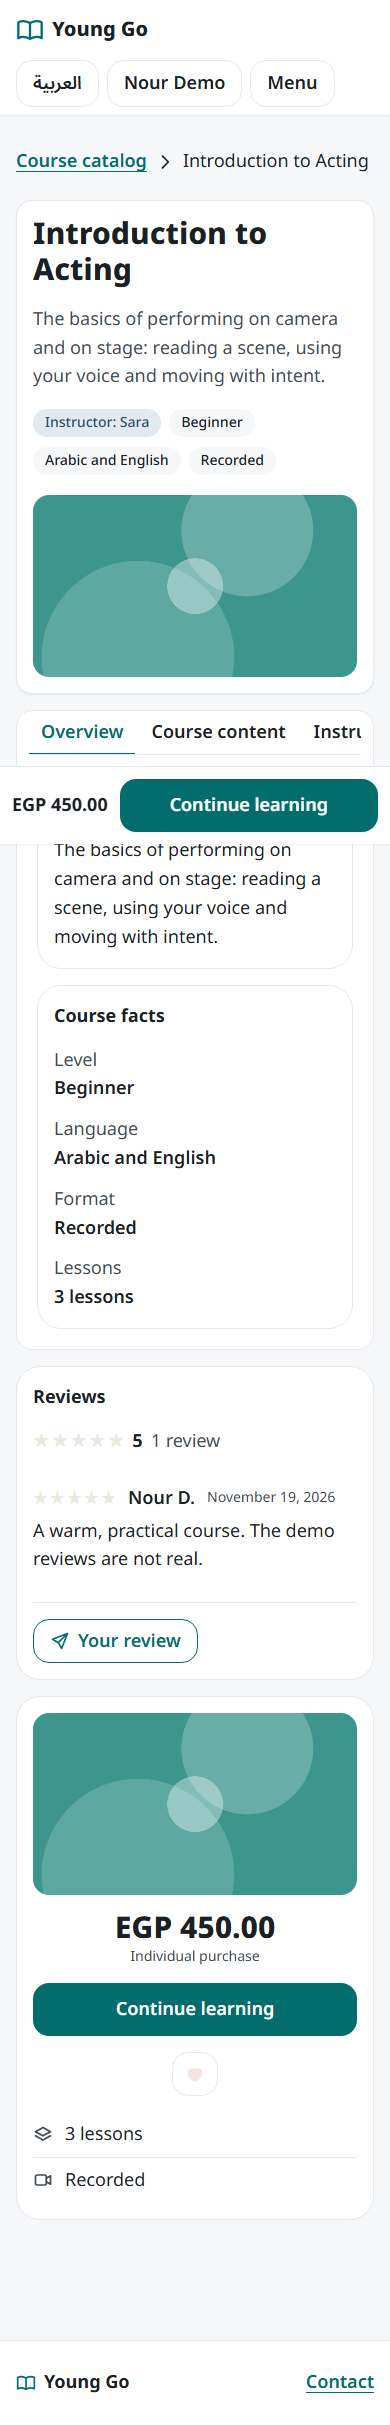 Young Go
العربية
Nour Demo
Menu
Course catalog > Introduction to Acting
Introduction to
Acting
The basics of performing on camera
and on stage: reading a scene, using
your voice and moving with intent.
Instructor: Sara
Beginner
Arabic and English
Recorded
Overview
Course content
EGP 450.00
Continue learning
The basics of performing on
camera and on stage: reading a
scene, using your voice and
moving with intent.
Course facts
Level
Beginner
Language
Arabic and English
Format
Recorded
Lessons
3 lessons
Reviews
★★★★★ 5 1 review
★★★★★ Nour D. November 19, 2026
A warm, practical course. The demo
reviews are not real.
Your review
EGP 450.00
Individual purchase
Continue learning
3 lessons
Recorded
Young Go
Contact